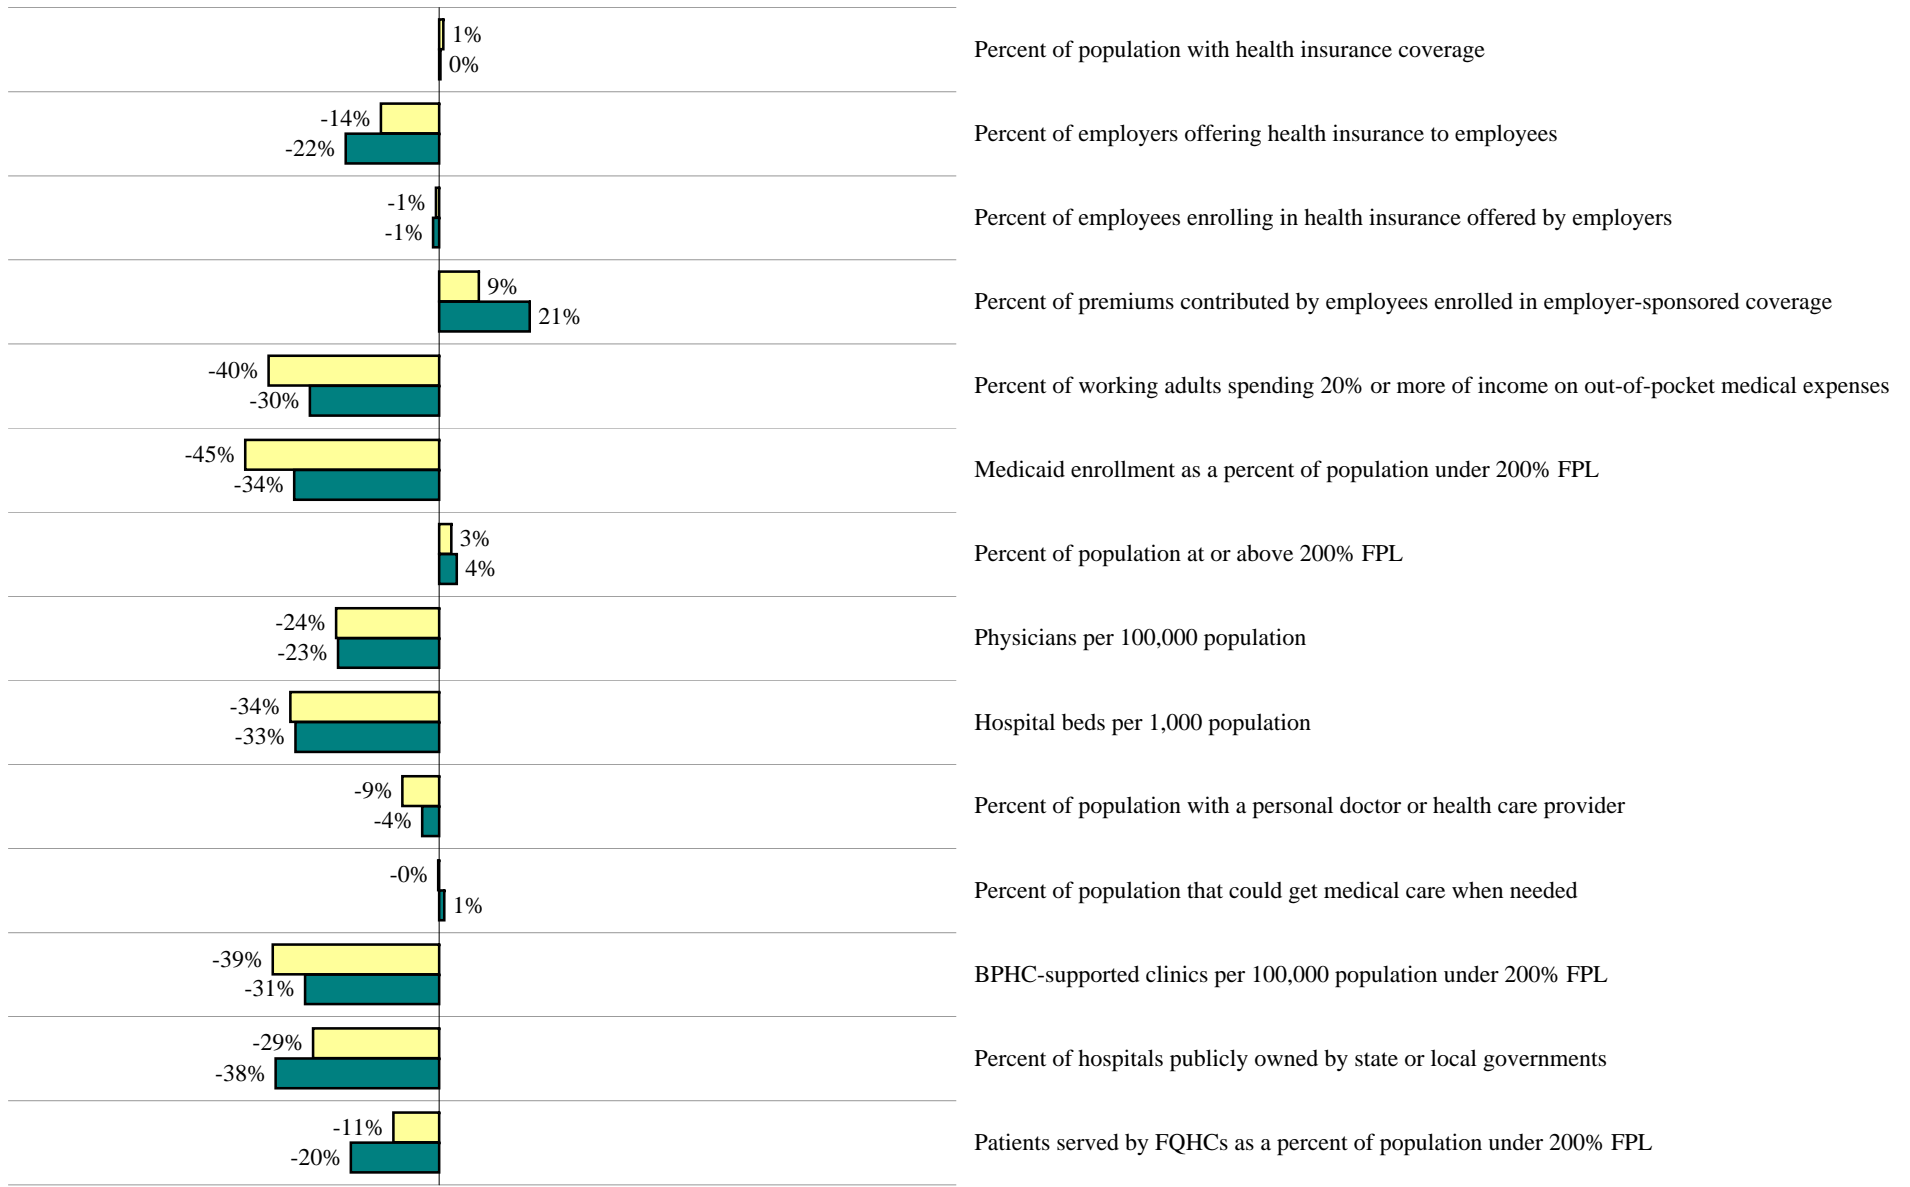 1%
0%
Percent of population with health insurance coverage
-14%
-22%
Percent of employers offering health insurance to employees
-1%
-1%
Percent of employees enrolling in health insurance offered by employers
9%
21%
Percent of premiums contributed by employees enrolled in employer-sponsored coverage
-40%
-30%
Percent of working adults spending 20% or more of income on out-of-pocket medical expenses
-45%
-34%
Medicaid enrollment as a percent of population under 200% FPL
3%
4%
Percent of population at or above 200% FPL
-24%
-23%
Physicians per 100,000 population
-34%
-33%
Hospital beds per 1,000 population
-9%
-4%
Percent of population with a personal doctor or health care provider
-0%
1%
Percent of population that could get medical care when needed
-39%
-31%
BPHC-supported clinics per 100,000 population under 200% FPL
-29%
-38%
Percent of hospitals publicly owned by state or local governments
-11%
-20%
Patients served by FQHCs as a percent of population under 200% FPL